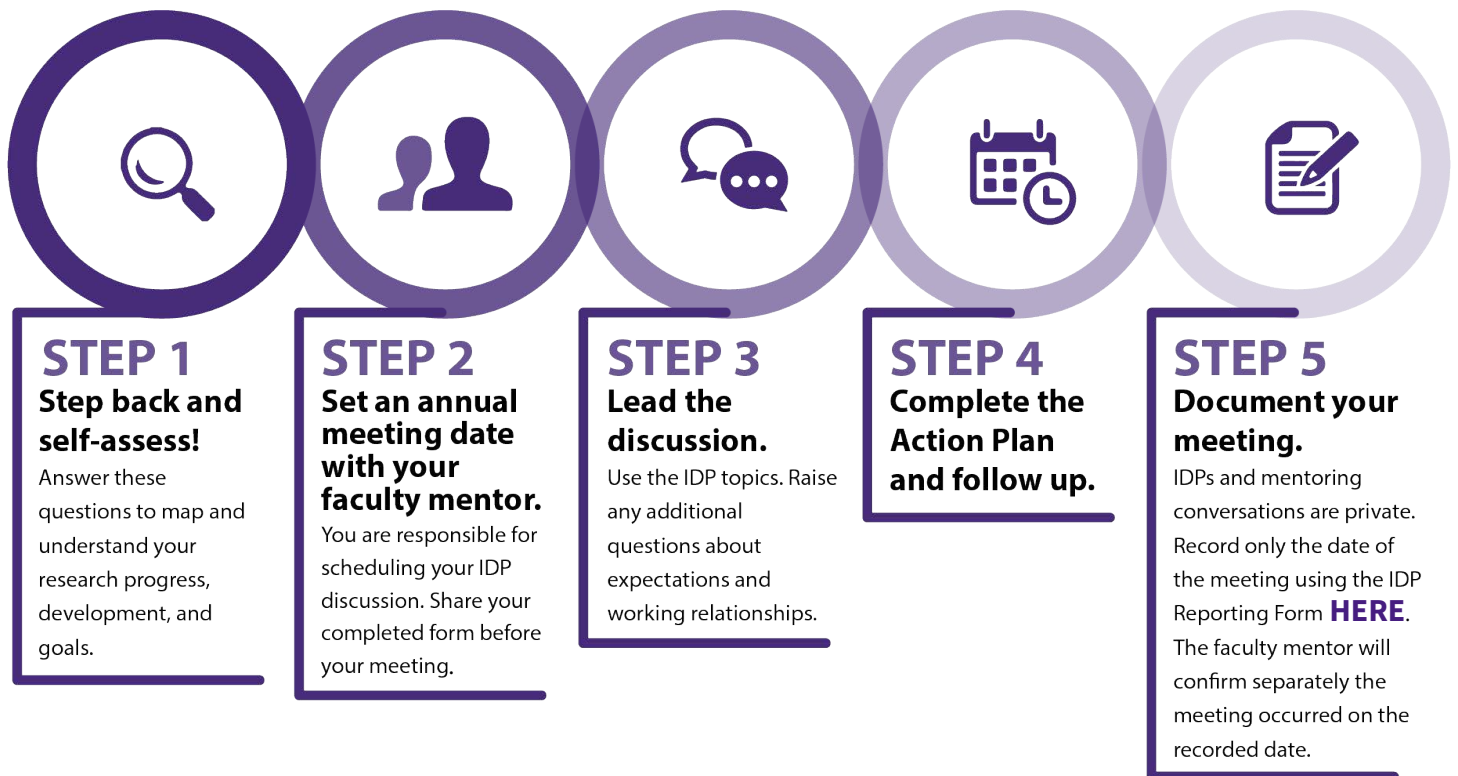 STEP 1
Step back and
self-assess!
Answer these
questions to map and
understand your
research progress,
development, and
goals.
STEP 2
Set an annual
meeting date
with your
faculty mentor.
You are responsible for
scheduling your IDP
discussion. Share your
completed form before
your meeting.
STEP 3
Lead the
discussion.
Use the IDP topics. Raise
any additional
questions about
expectations and
working relationships.
STEP 4
Complete the
Action Plan
and follow up.
STEP 5
Document your
meeting.
IDPs and mentoring
conversations are private.
Record only the date of
the meeting using the IDP
Reporting Form HERE.
The faculty mentor will
confirm separately the
meeting occurred on the
recorded date.